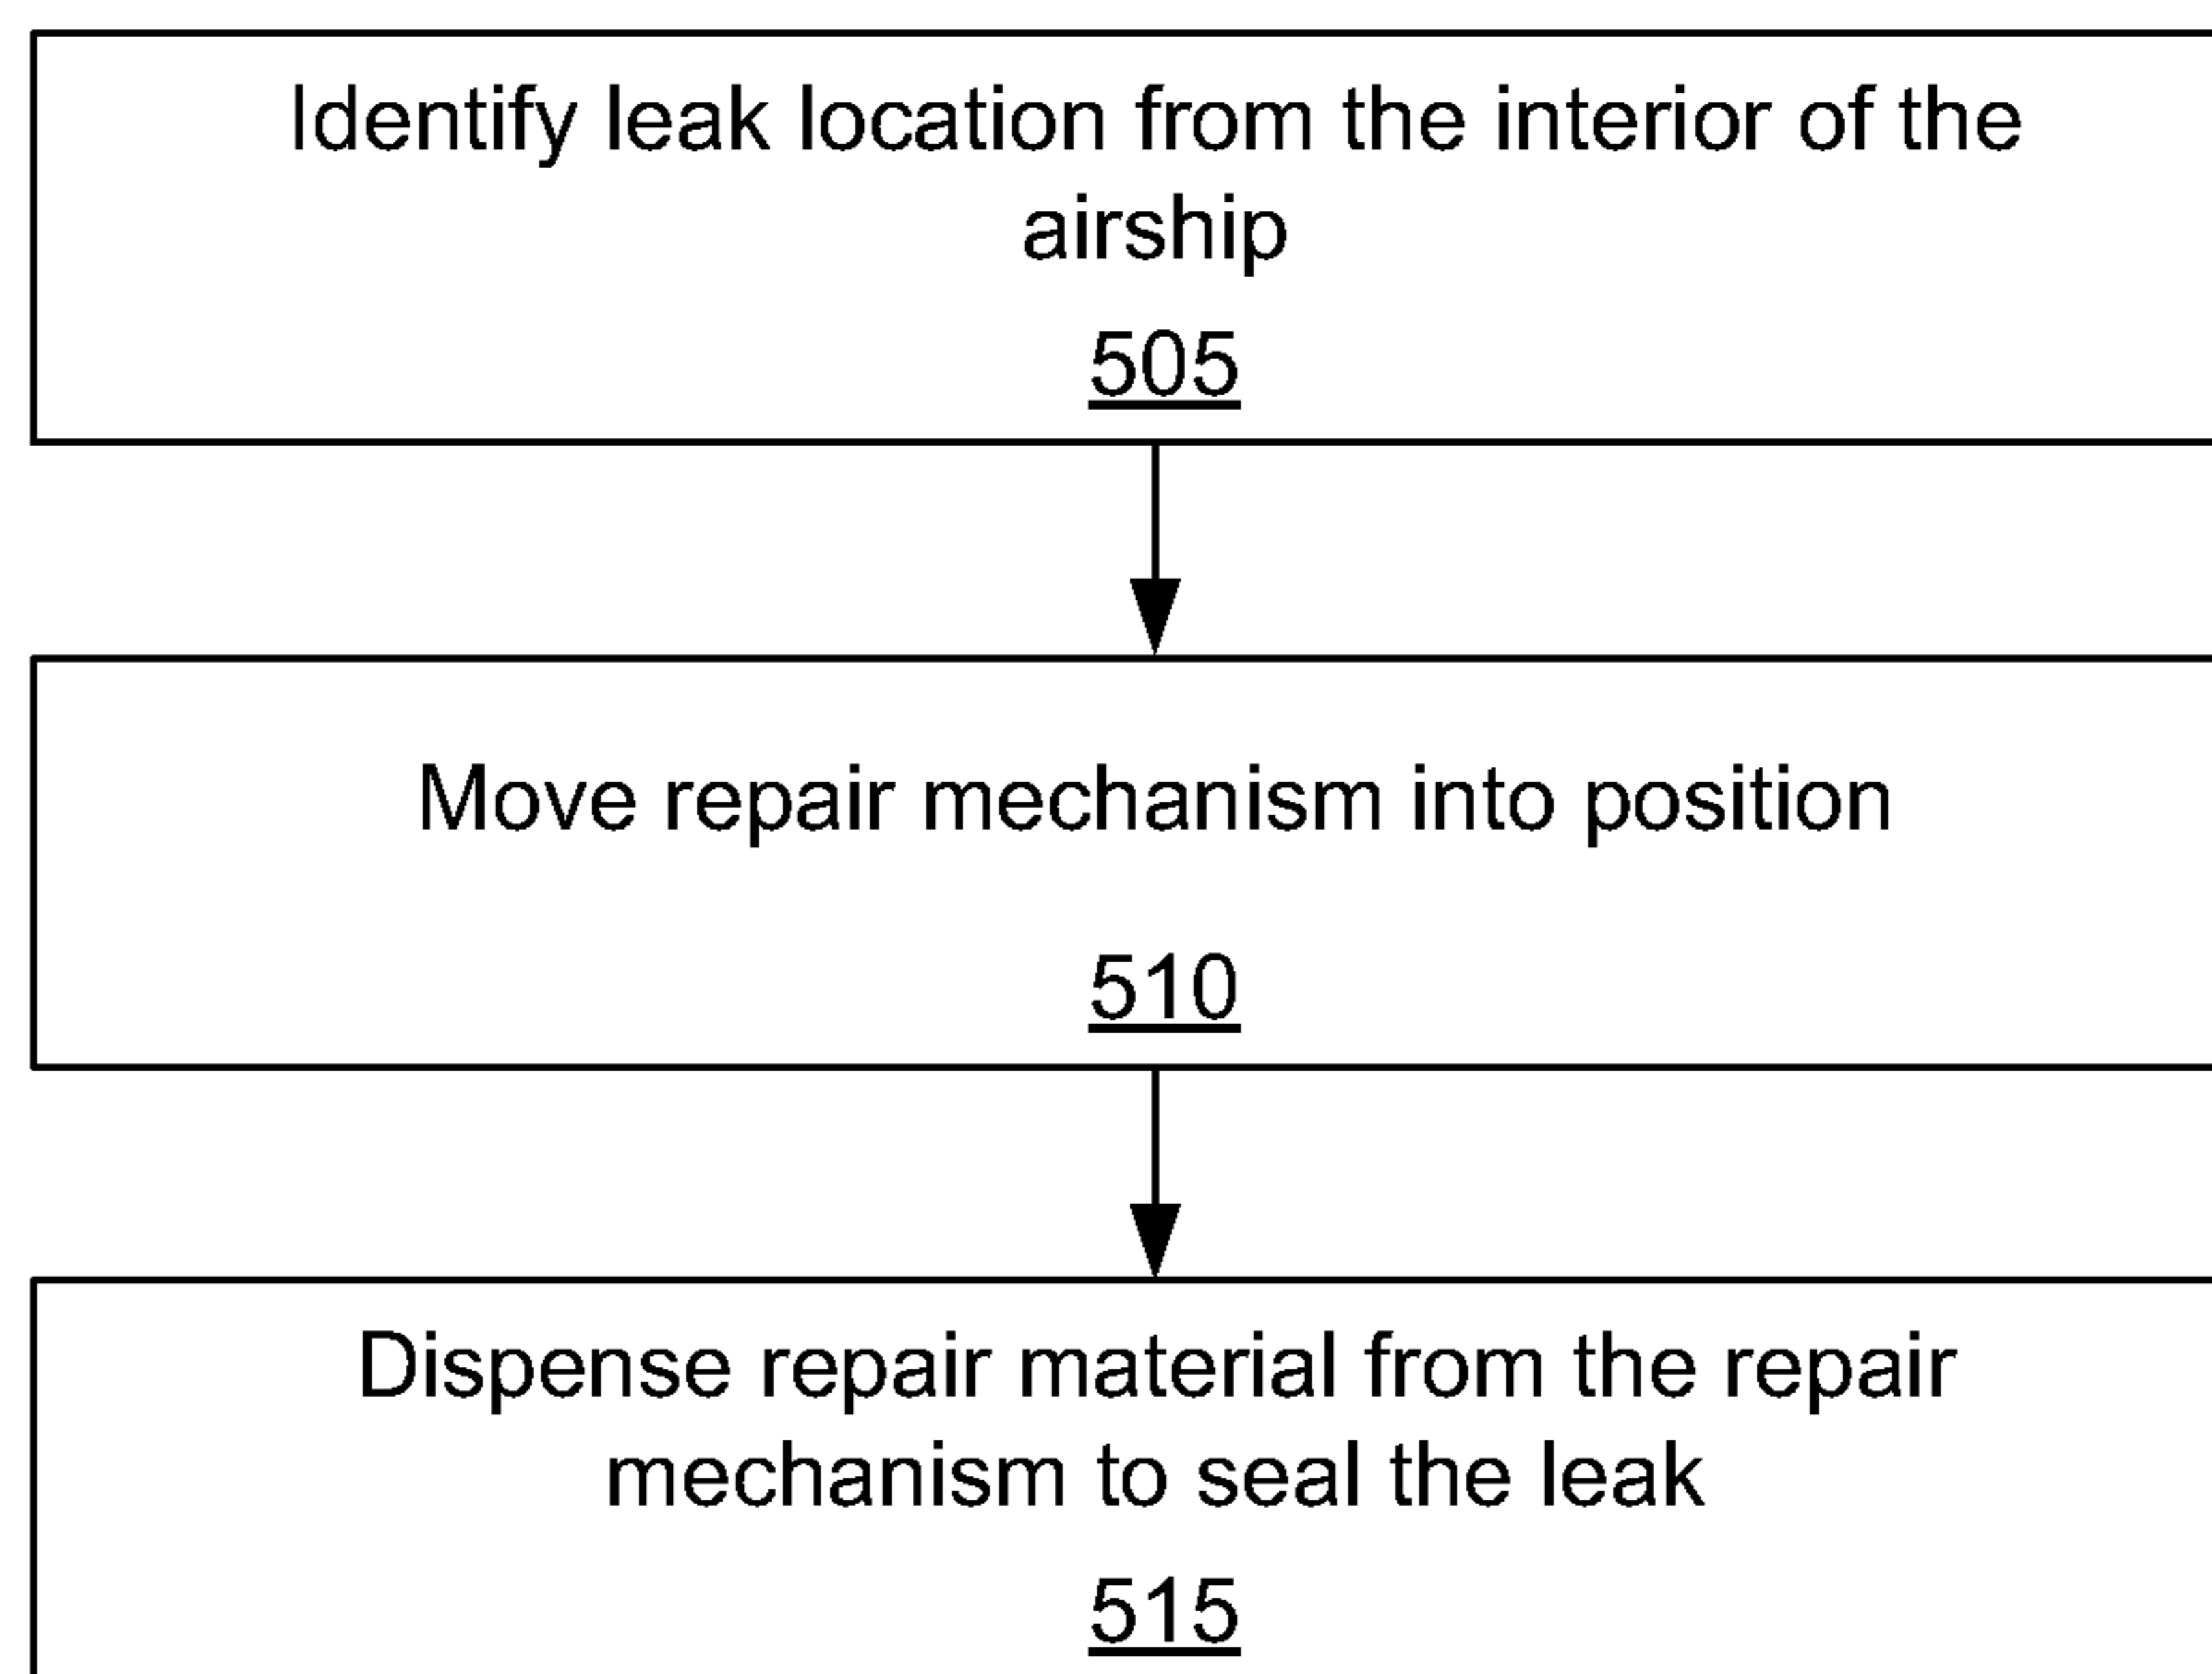 Identify leak location from the interior of the
airship
505
Move repair mechanism into position
510
Dispense repair material from the repair
mechanism to seal the leak
515